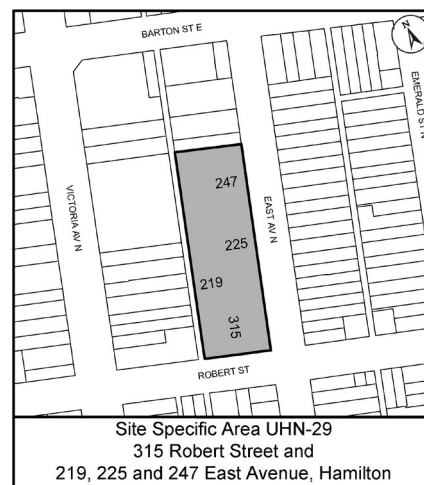 BARTON ST E
N
EMERALD ST N
VICTORIA AV N
247
EAST AV N
225
219
315
ROBERT ST
Site Specific Area UHN-29
315 Robert Street and
219, 225 and 247 East Avenue, Hamilton